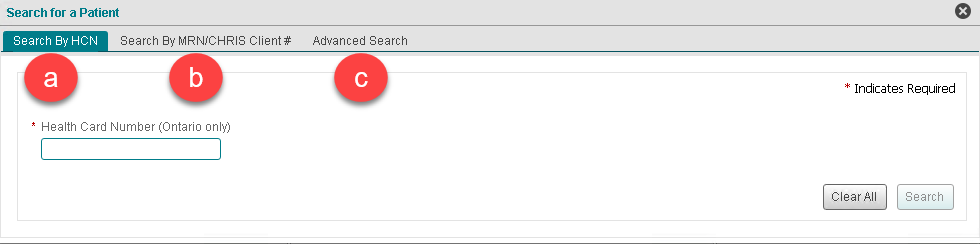 Search for a Patient
Search By HCN Search By MRN/CHRIS Client # Advanced Search
a b c
* Indicates Required
* Health Card Number (Ontario only)
Clear All Search